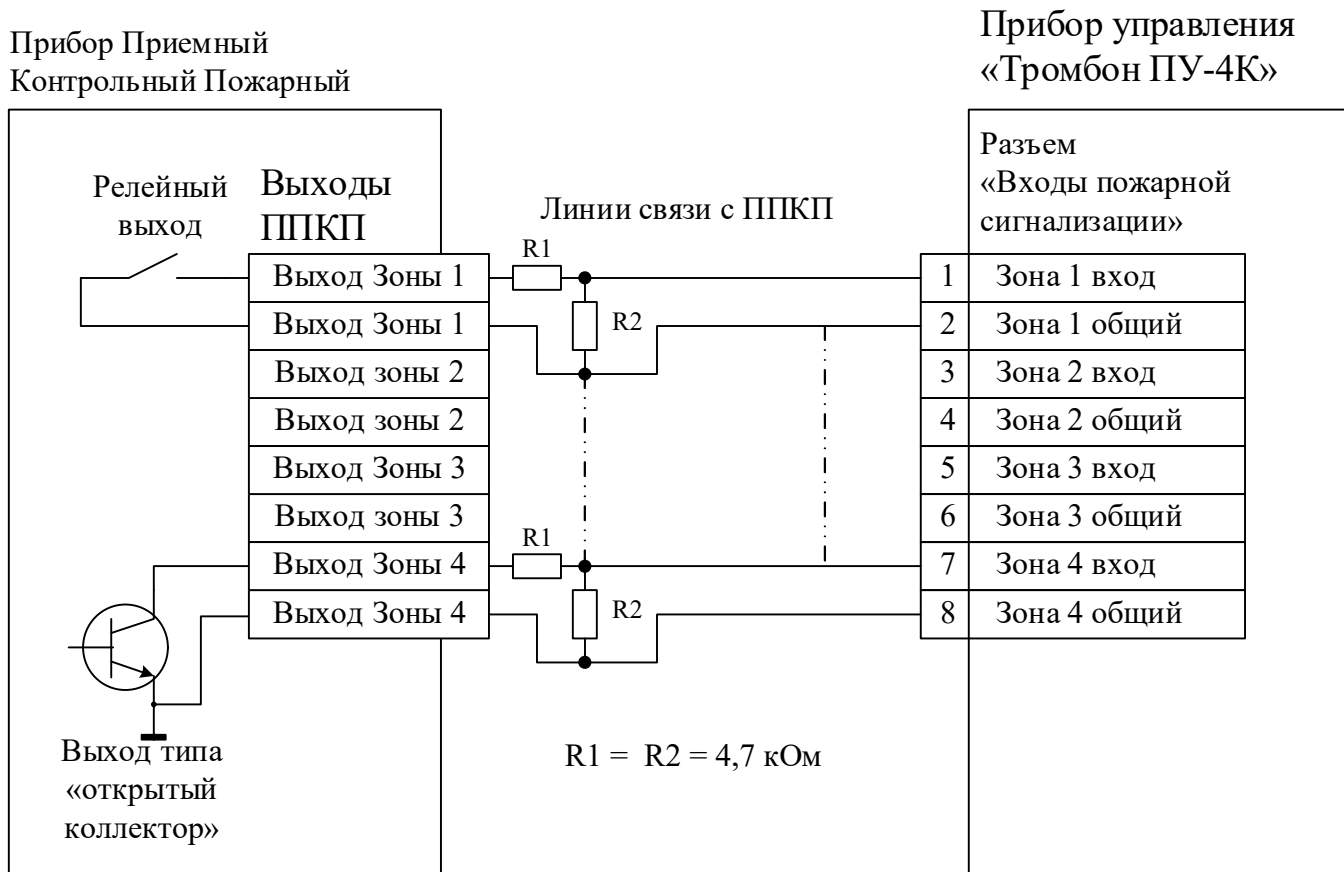 Прибор Приемный
Контрольный Пожарный
Прибор управления
«Тромбон ПУ-4К»
Релейный
выход
Выходы
ППКП
Линии связи с ППКП
Разъем
«Входы пожарной
сигнализации»
Выход Зоны 1
R1
1
Зона 1 вход
Выход Зоны 1
R2
2
Зона 1 общий
Выход зоны 2
3
Зона 2 вход
Выход зоны 2
4
Зона 2 общий
Выход Зоны 3
5
Зона 3 вход
Выход зоны 3
6
Зона 3 общий
Выход Зоны 4
R1
7
Зона 4 вход
Выход Зоны 4
R2
8
Зона 4 общий
Выход типа
«открытый
коллектор»
R1 = R2 = 4,7 кОм